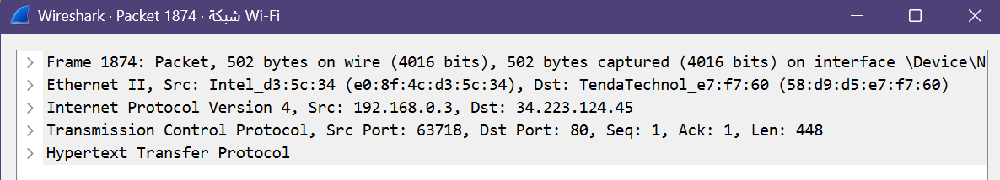 Wireshark · Packet 1874 · شبكة Wi-Fi
Frame 1874: Packet, 502 bytes on wire (4016 bits), 502 bytes captured (4016 bits) on interface \Device\N
Ethernet II, Src: Intel_d3:5c:34 (e0:8f:4c:d3:5c:34), Dst: TendaTechnol_e7:f7:60 (58:d9:d5:e7:f7:60)
Internet Protocol Version 4, Src: 192.168.0.3, Dst: 34.223.124.45
Transmission Control Protocol, Src Port: 63718, Dst Port: 80, Seq: 1, Ack: 1, Len: 448
Hypertext Transfer Protocol